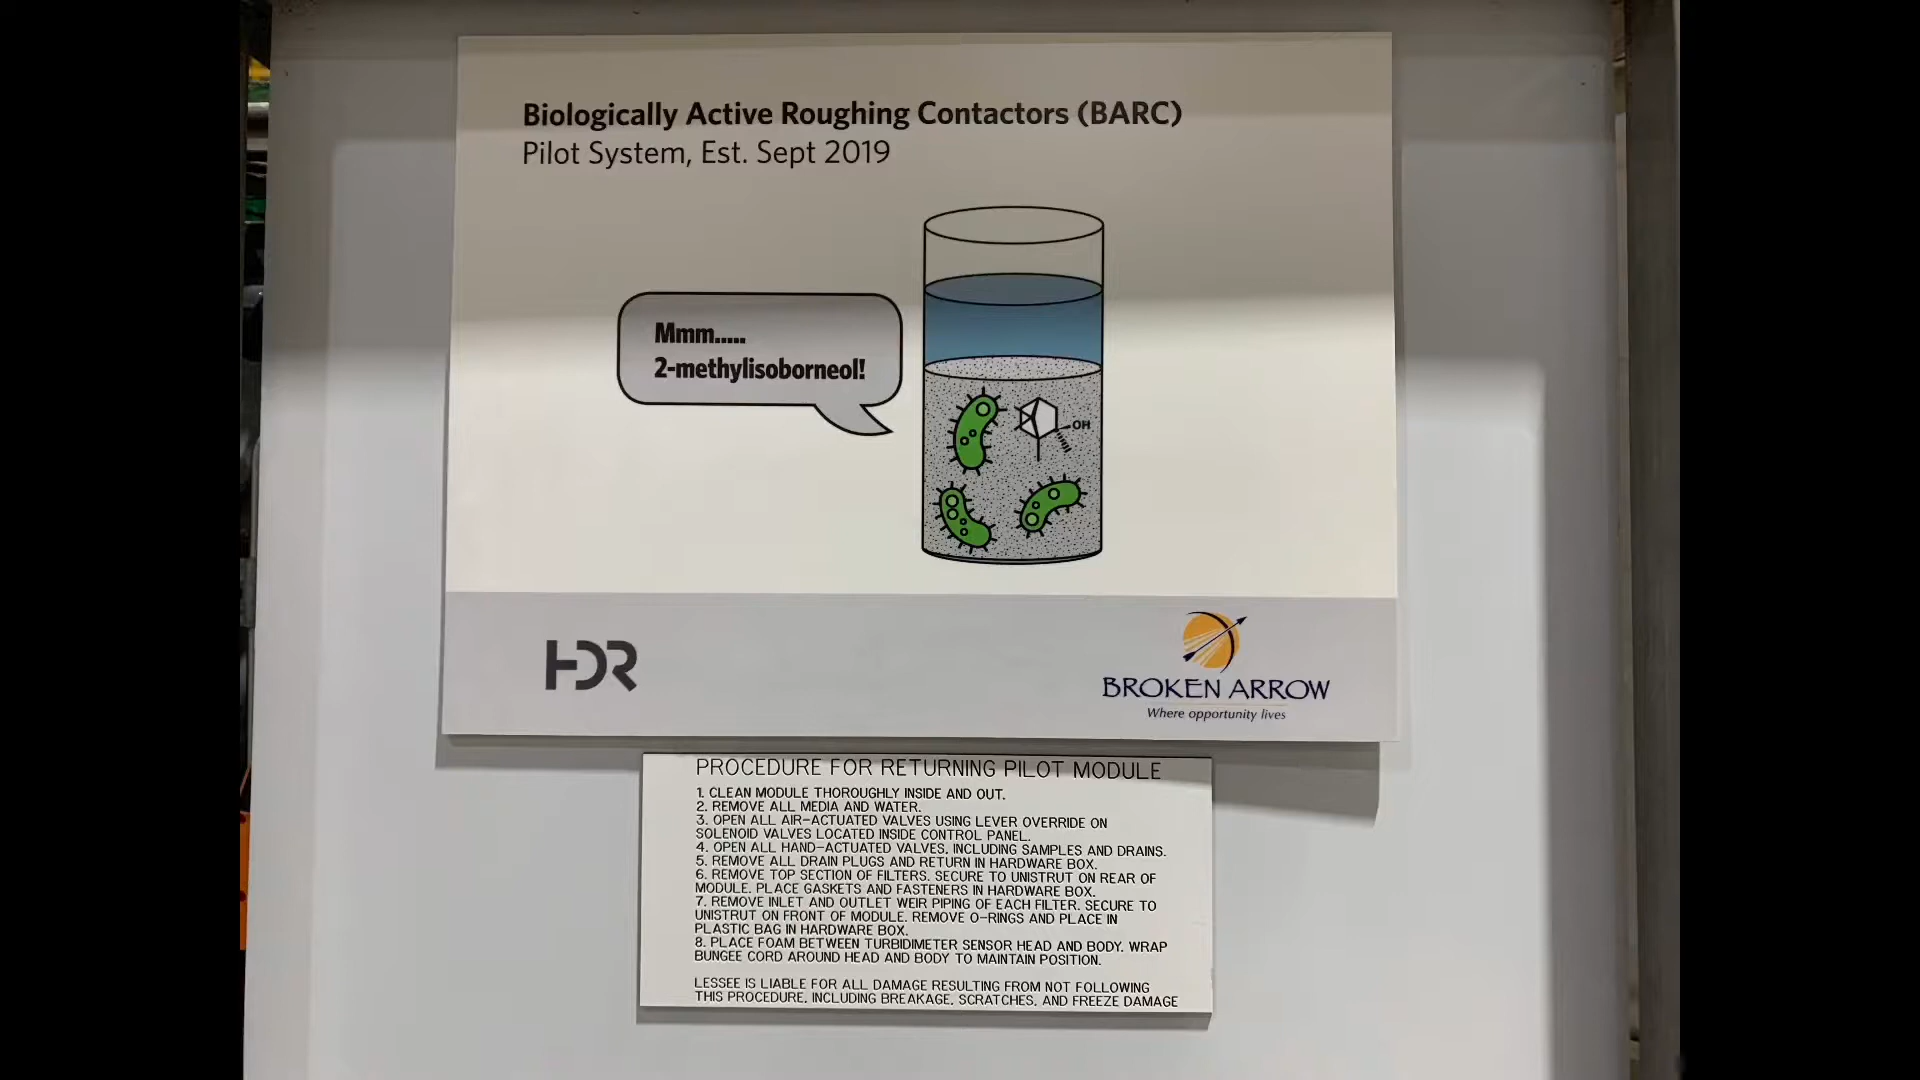 Biologically Active Roughing Contactors (BARC)
Pilot System, Est. Sept 2019
Mmm.....
2-methylisoborneol!
OH
HDR
BROKEN ARROW
Where opportunity lives
PROCEDURE FOR RETURNING PILOT MODULE
1. CLEAN MODULE THOROUGHLY INSIDE AND OUT.
2. REMOVE ALL MEDIA AND WATER.
3. OPEN ALL AIR-ACTUATED VALVES USING LEVER OVERRIDE ON
SOLENOID VALVES LOCATED INSIDE CONTROL PANEL.
4. OPEN ALL HAND-ACTUATED VALVES, INCLUDING SAMPLES AND DRAINS.
5. REMOVE ALL DRAIN PLUGS AND RETURN IN HARDWARE BOX.
6. REMOVE TOP SECTION OF FILTERS. SECURE TO UNISTRUT ON REAR OF
MODULE. PLACE GASKETS AND FASTENERS IN HARDWARE BOX.
7. REMOVE INLET AND OUTLET WEIR PIPING OF EACH FILTER. SECURE TO
UNISTRUT ON FRONT OF MODULE. REMOVE O-RINGS AND PLACE IN
PLASTIC BAG IN HARDWARE BOX.
8. PLACE FOAM BETWEEN TURBIDIMETER SENSOR HEAD AND BODY. WRAP
BUNGEE CORD AROUND HEAD AND BODY TO MAINTAIN POSITION.
LESSEE IS LIABLE FOR ALL DAMAGE RESULTING FROM NOT FOLLOWING
THIS PROCEDURE, INCLUDING BREAKAGE, SCRATCHES, AND FREEZE DAMAGE